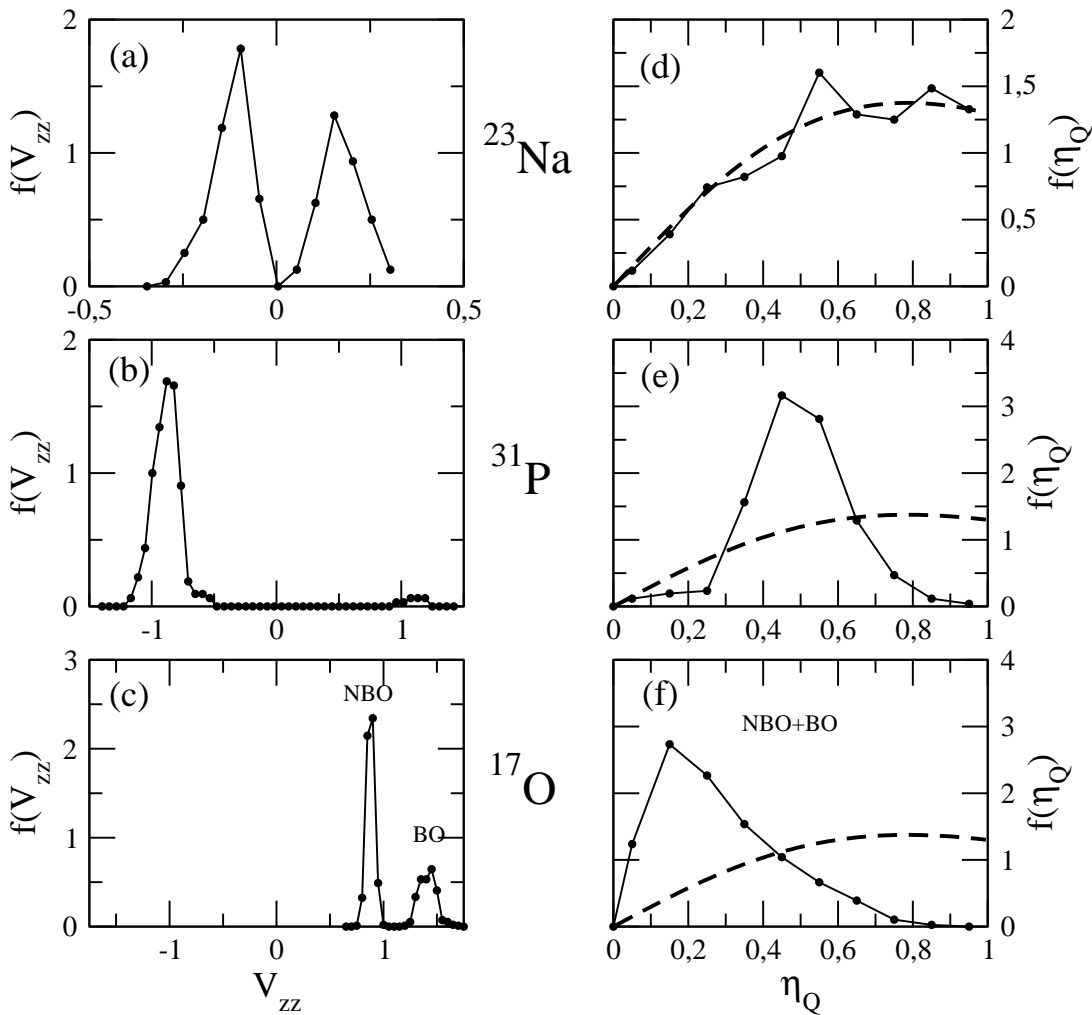 (a)
f(V_zz)
2
1
0
-0,5
0
0,5
^23Na
(d)
f(η_Q)
2
1,5
1
0,5
0
0
0,2
0,4
0,6
0,8
1
(b)
f(V_zz)
2
1
0
-1
0
1
^31P
(e)
f(η_Q)
4
3
2
1
0
0
0,2
0,4
0,6
0,8
1
(c)
NBO
BO
f(V_zz)
3
2
1
0
-1
0
1
V_zz
^17O
(f)
NBO+BO
f(η_Q)
4
3
2
1
0
0
0,2
0,4
0,6
0,8
1
η_Q